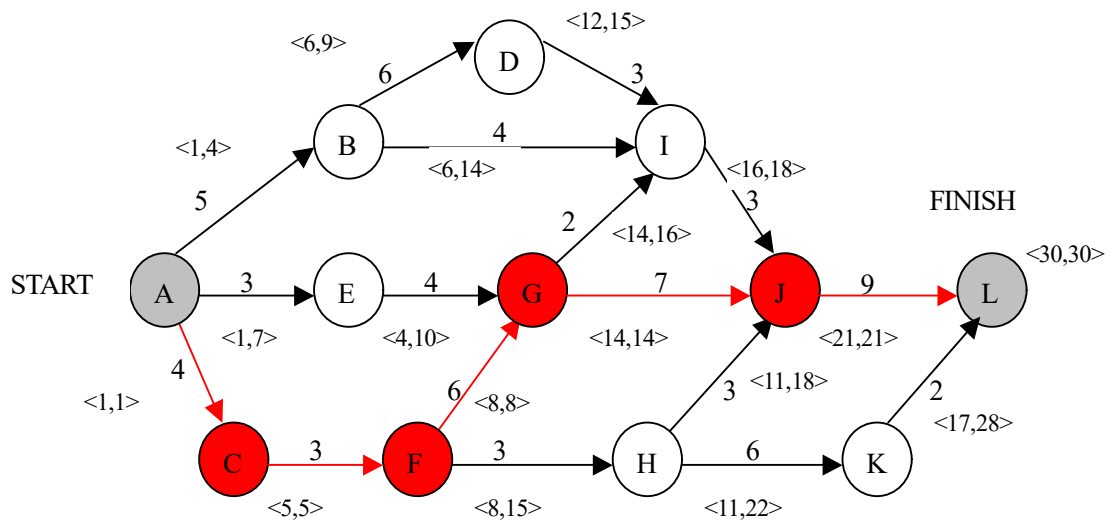 <12,15>
<6,9>
D
6
3
<1,4>
B
4
I
<6,14>
<16,18>
5
3
FINISH
2
<14,16>
<30,30>
START
A
3
E
4
G
7
J
9
L
<1,7>
<4,10>
<14,14>
<21,21>
4
6
3
<11,18>
2
<1,1>
<8,8>
<17,28>
C
3
F
3
H
6
K
<5,5>
<8,15>
<11,22>